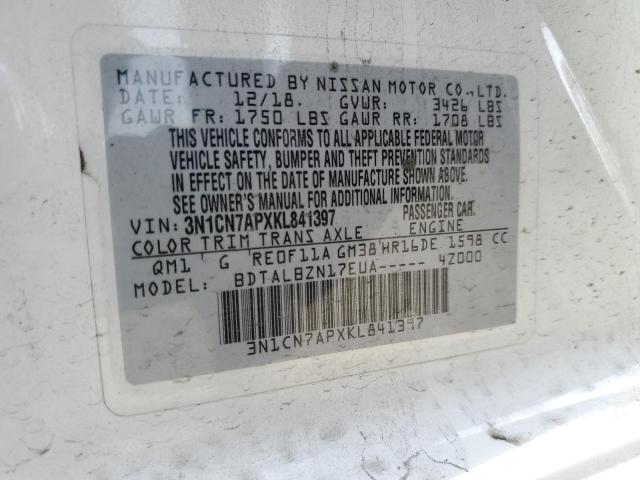 MANUFACTURED BY NISSAN MOTOR CO.,LTD.
DATE: 12/18. GVWR: 3426 LBS
GAWR FR: 1750 LBS GAWR RR: 1708 LBS
THIS VEHICLE CONFORMS TO ALL APPLICABLE FEDERAL MOTOR
VEHICLE SAFETY, BUMPER AND THEFT PREVENTION STANDARDS
IN EFFECT ON THE DATE OF MANUFACTURE SHOWN ABOVE.
SEE OWNER'S MANUAL FOR ADDITIONAL INFORMATION.
VIN: 3N1CN7APXKL841397 PASSENGER CAR.
COLOR TRIM TRANS AXLE ENGINE
QM1 G RE0F11A GM38 HR16DE 1598 CC
MODEL: BDTALBZN17EUA----- 4Z000
3N1CN7APXKL841397